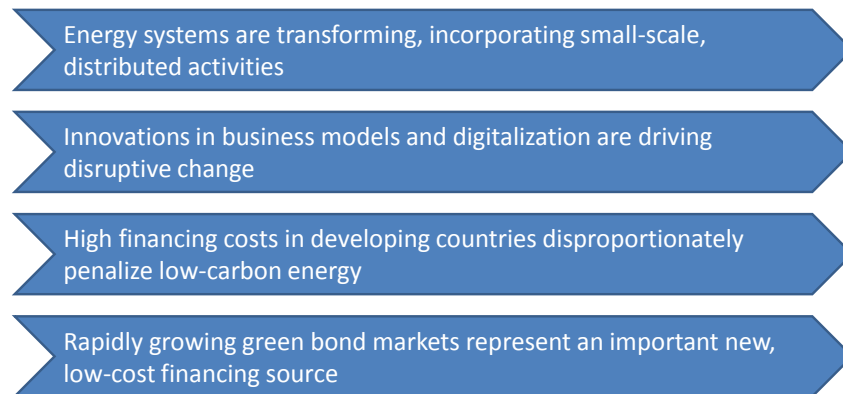 Energy systems are transforming, incorporating small-scale,
distributed activities
Innovations in business models and digitalization are driving
disruptive change
High financing costs in developing countries disproportionately
penalize low-carbon energy
Rapidly growing green bond markets represent an important new,
low-cost financing source